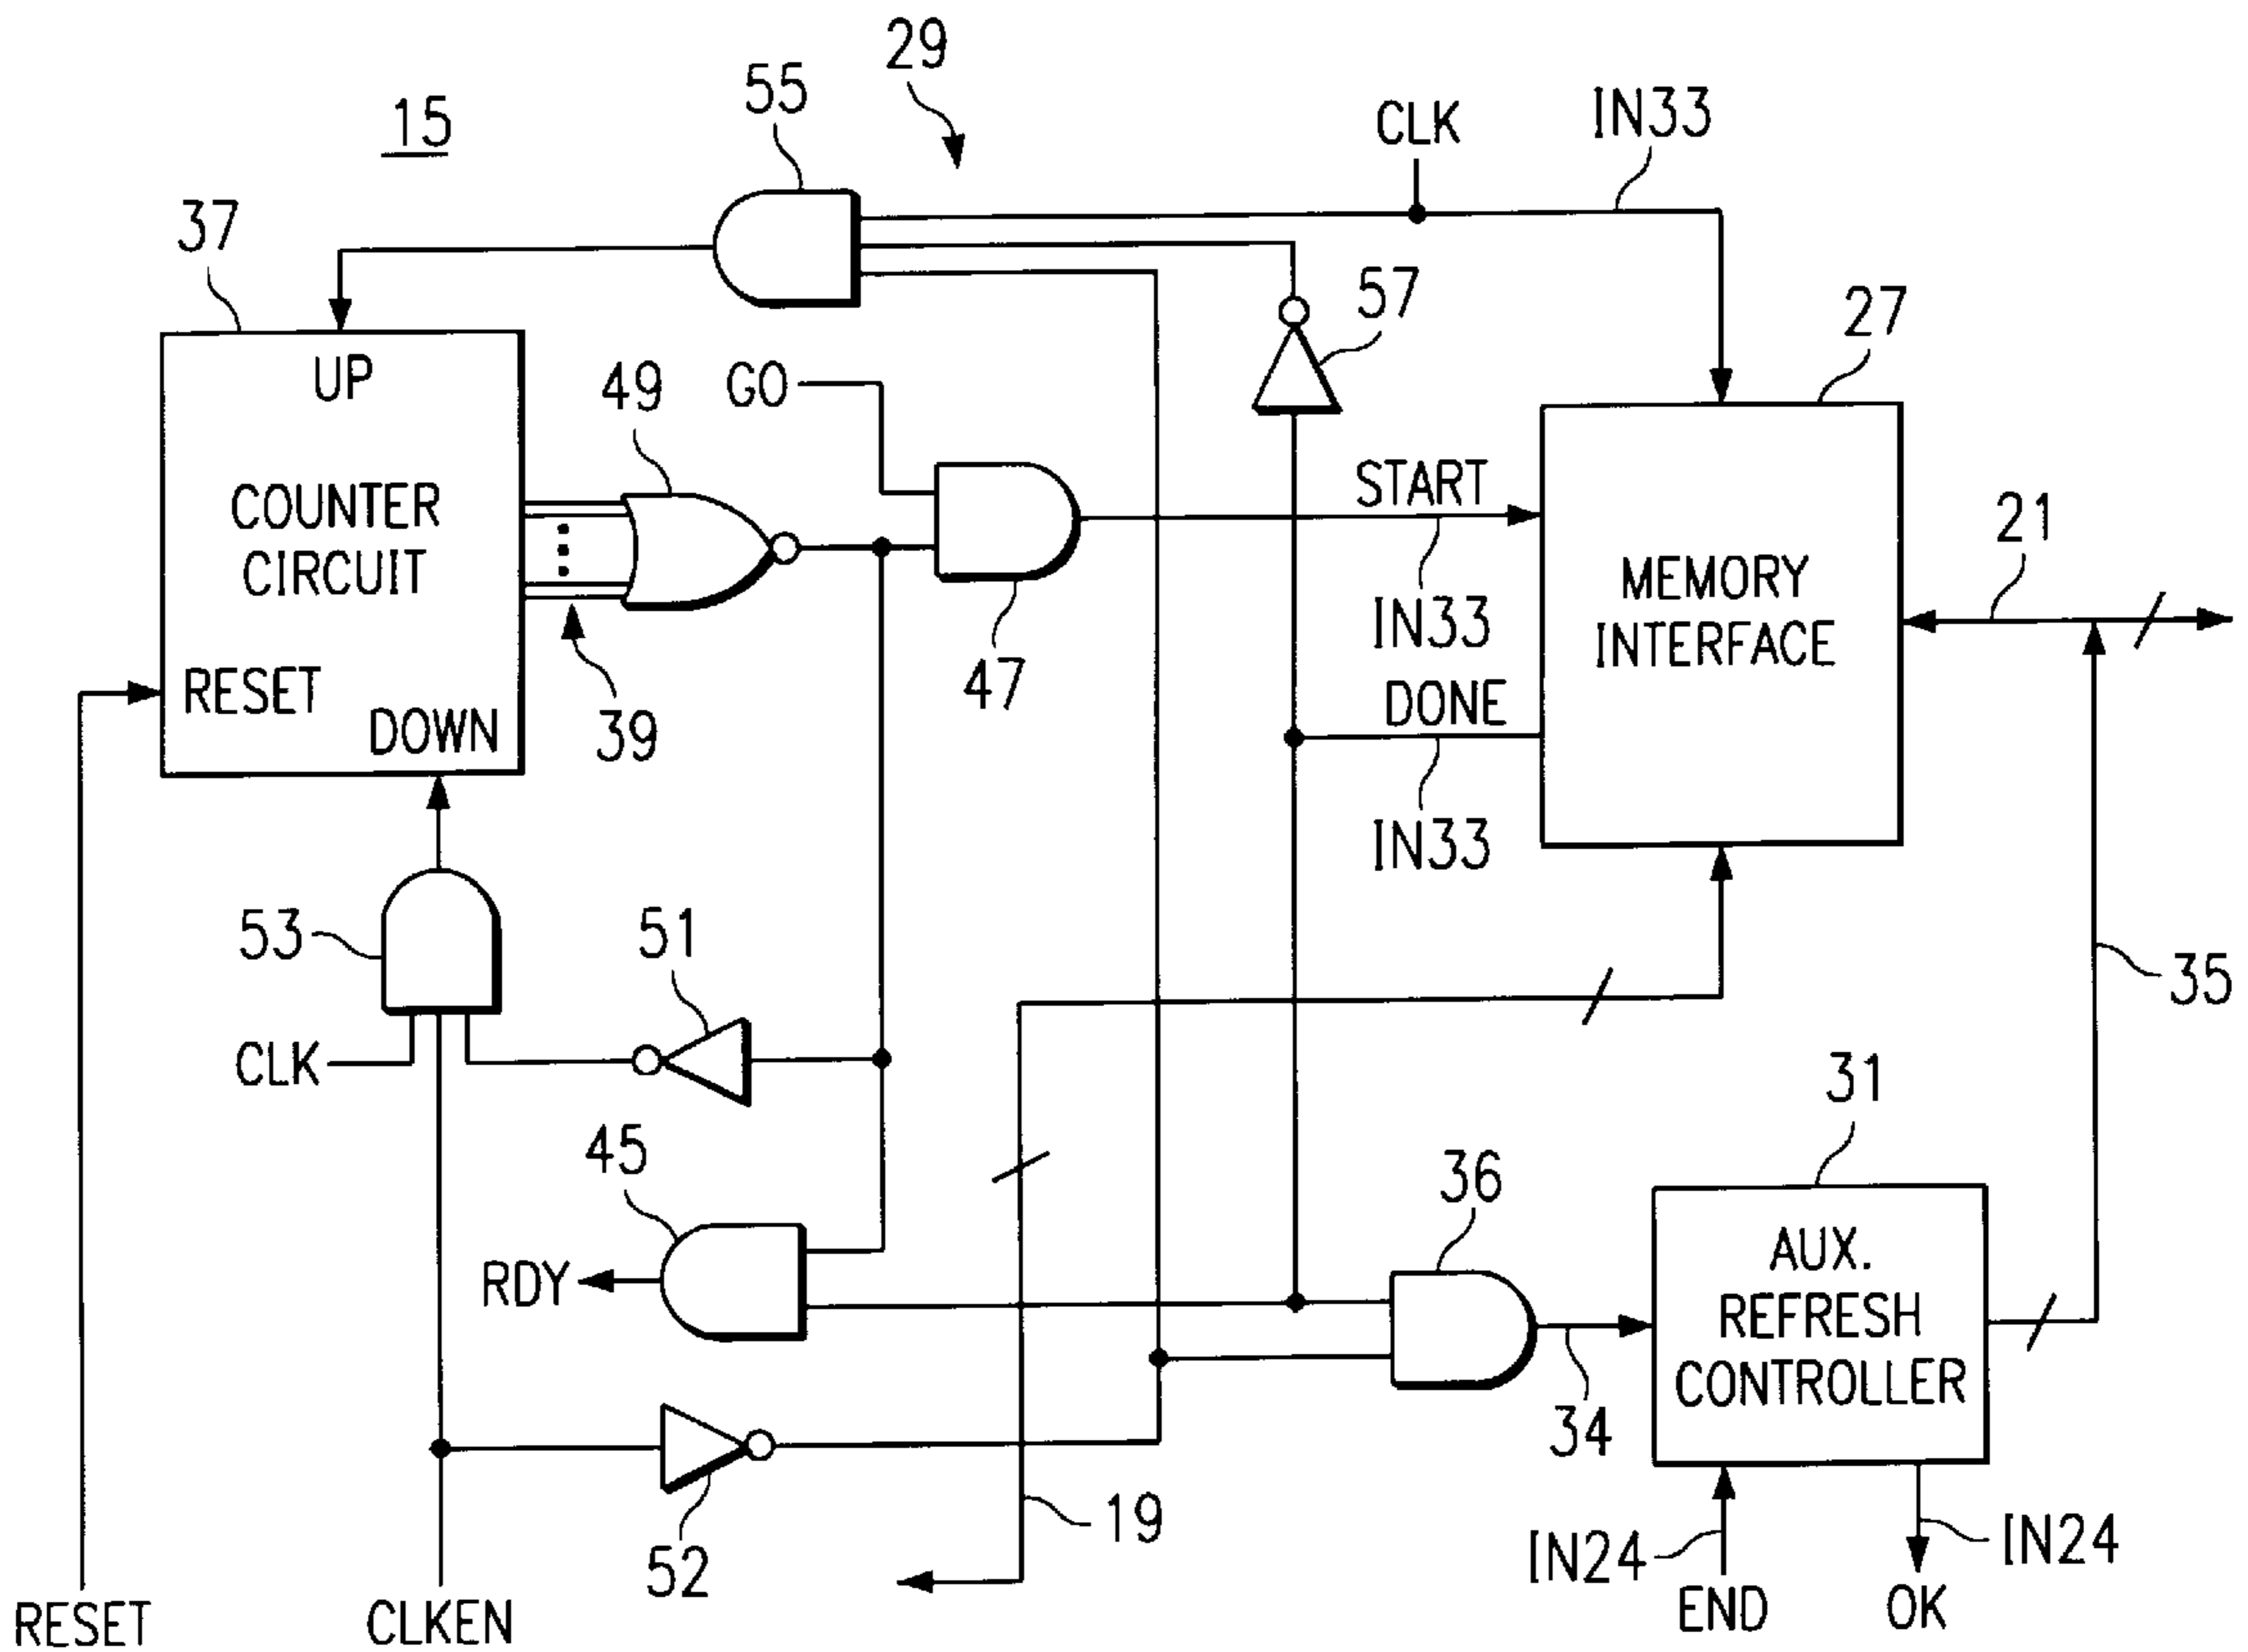 29
55
15
CLK
IN33
37
57
27
UP
GO
49
START
21
COUNTER
CIRCUIT
MEMORY
INTERFACE
IN33
47
RESET
39
DONE
DOWN
IN33
53
51
35
CLK
31
45
36
AUX.
REFRESH
CONTROLLER
RDY
34
19
52
IN24
IN24
RESET
CLKEN
END
OK